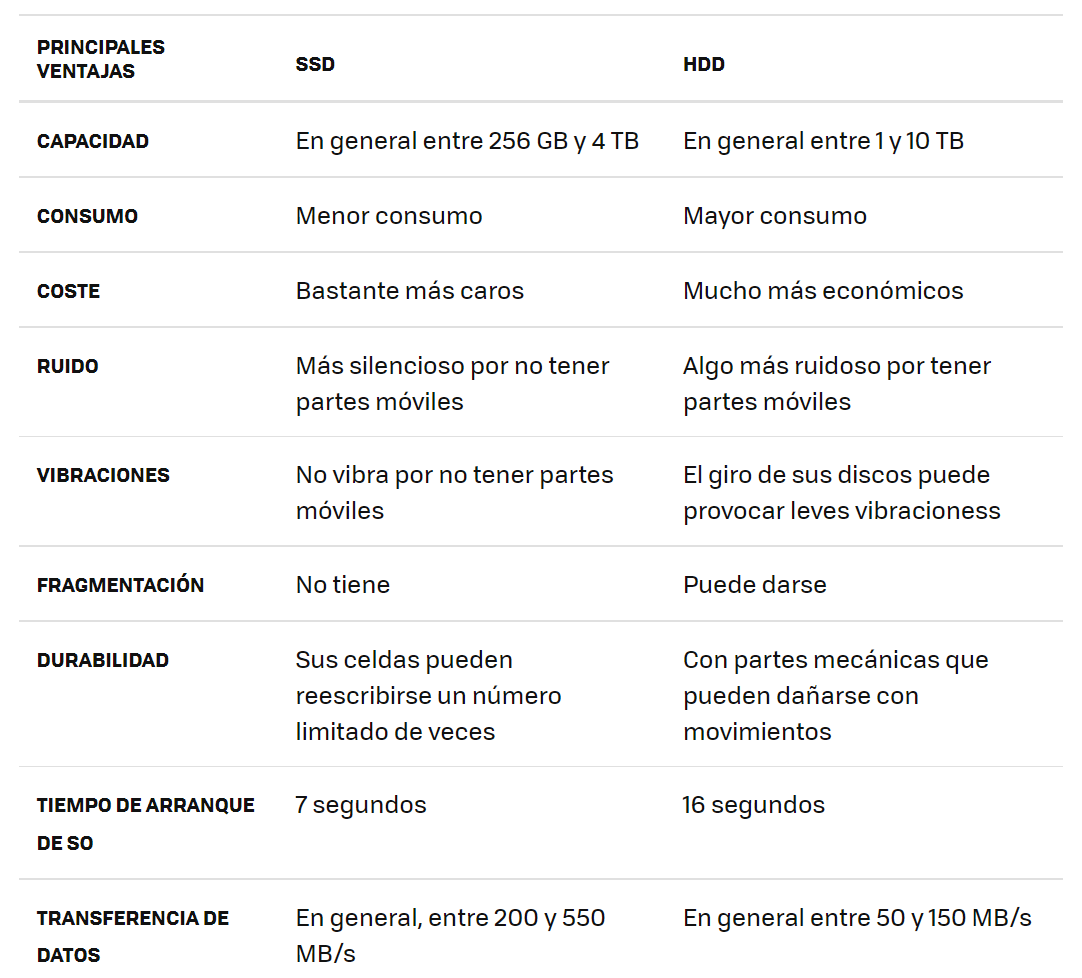 PRINCIPALES
VENTAJAS
SSD
HDD
CAPACIDAD
En general entre 256 GB y 4 TB
En general entre 1 y 10 TB
CONSUMO
Menor consumo
Mayor consumo
COSTE
Bastante más caros
Mucho más económicos
RUIDO
Más silencioso por no tener
partes móviles
Algo más ruidoso por tener
partes móviles
VIBRACIONES
No vibra por no tener partes
móviles
El giro de sus discos puede
provocar leves vibracioness
FRAGMENTACIÓN
No tiene
Puede darse
DURABILIDAD
Sus celdas pueden
reescribirse un número
limitado de veces
Con partes mecánicas que
pueden dañarse con
movimientos
TIEMPO DE ARRANQUE
DE SO
7 segundos
16 segundos
TRANSFERENCIA DE
DATOS
En general, entre 200 y 550
MB/s
En general entre 50 y 150 MB/s